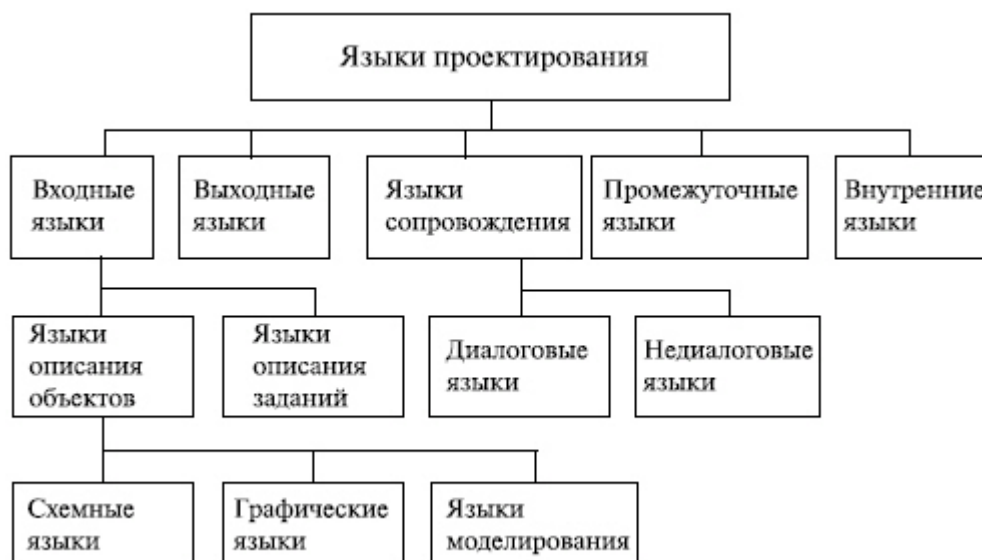 Языки проектирования
Входные
языки
Выходные
языки
Языки
сопровождения
Промежуточные
языки
Внутренние
языки
Языки
описания
объектов
Языки
описания
заданий
Диалоговые
языки
Недиалоговые
языки
Схемные
языки
Графические
языки
Языки
моделирования